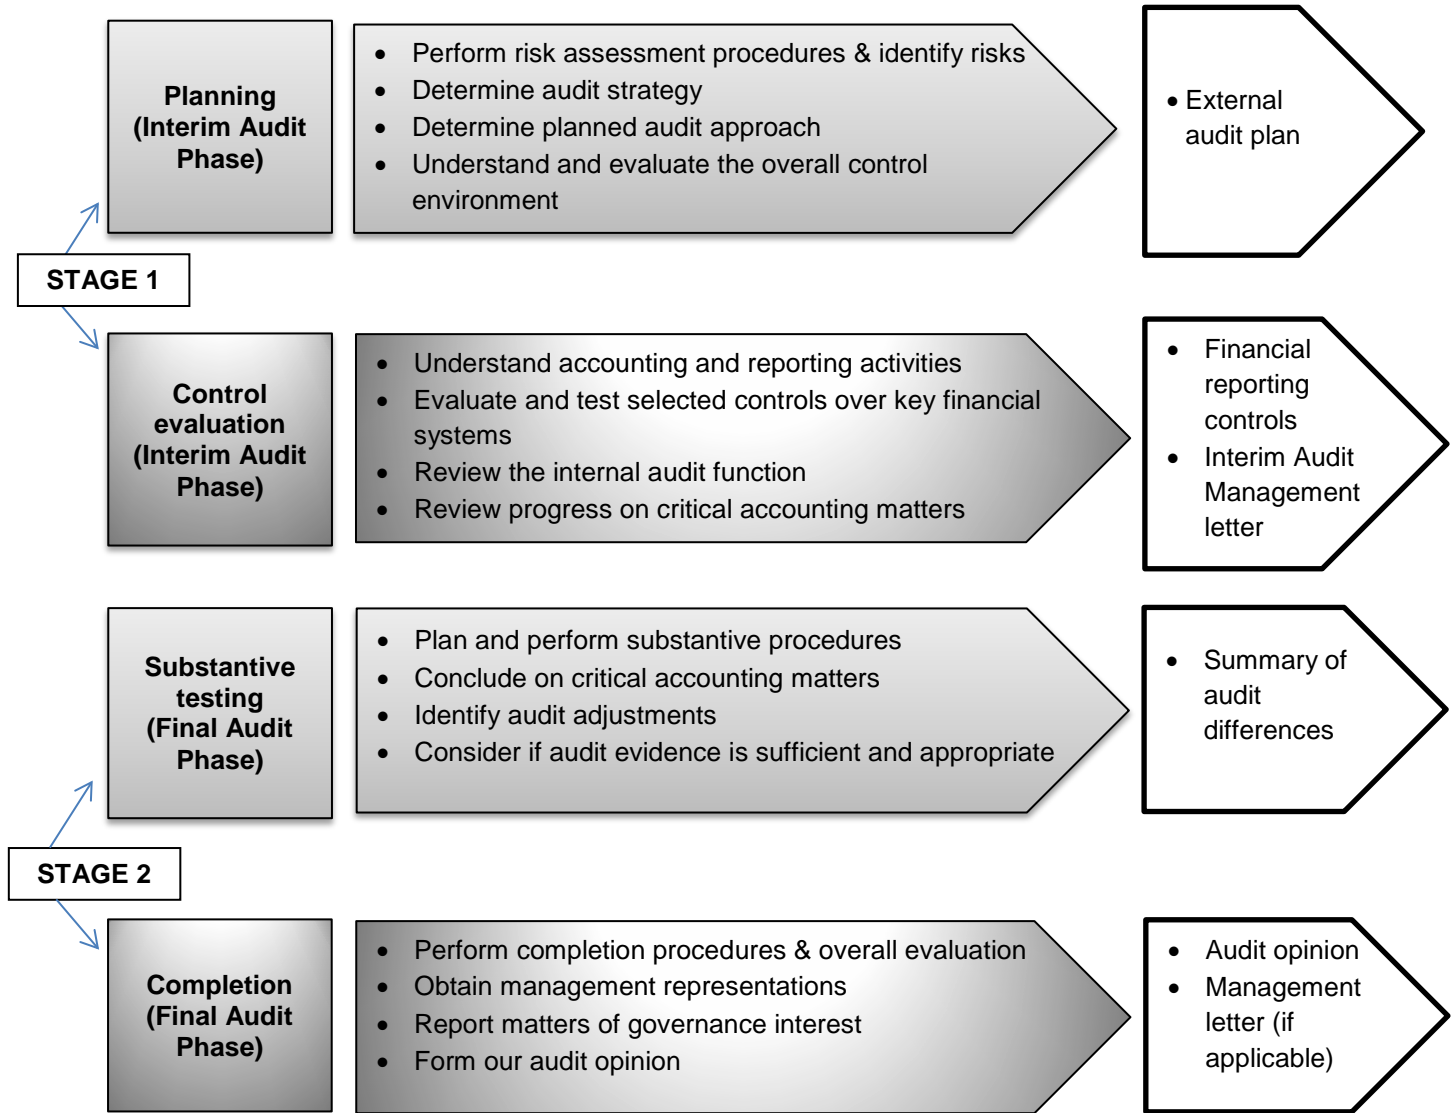 Planning
(Interim Audit
Phase)
• Perform risk assessment procedures & identify risks
• Determine audit strategy
• Determine planned audit approach
• Understand and evaluate the overall control
environment
• External
audit plan
STAGE 1
Control
evaluation
(Interim Audit
Phase)
• Understand accounting and reporting activities
• Evaluate and test selected controls over key financial
systems
• Review the internal audit function
• Review progress on critical accounting matters
• Financial
reporting
controls
• Interim Audit
Management
letter
Substantive
testing
(Final Audit
Phase)
• Plan and perform substantive procedures
• Conclude on critical accounting matters
• Identify audit adjustments
• Consider if audit evidence is sufficient and appropriate
• Summary of
audit
differences
STAGE 2
Completion
(Final Audit
Phase)
• Perform completion procedures & overall evaluation
• Obtain management representations
• Report matters of governance interest
• Form our audit opinion
• Audit opinion
• Management
letter (if
applicable)